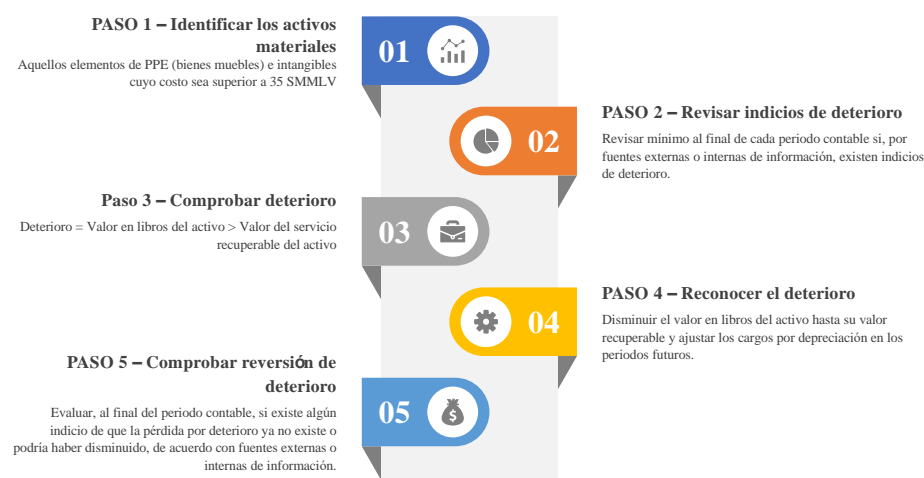 PASO 1 – Identificar los activos
materiales
Aquellos elementos de PPE (bienes muebles) e intangibles
cuyo costo sea superior a 35 SMMLV
01
PASO 2 – Revisar indicios de deterioro
Revisar mínimo al final de cada periodo contable si, por
fuentes externas o internas de información, existen indicios
de deterioro.
02
Paso 3 – Comprobar deterioro
Deterioro = Valor en libros del activo > Valor del servicio
recuperable del activo
03
PASO 4 – Reconocer el deterioro
Disminuir el valor en libros del activo hasta su valor
recuperable y ajustar los cargos por depreciación en los
periodos futuros.
04
PASO 5 – Comprobar reversión de
deterioro
Evaluar, al final del periodo contable, si existe algún
indicio de que la pérdida por deterioro ya no existe o
podría haber disminuido, de acuerdo con fuentes externas o
internas de información.
05
$